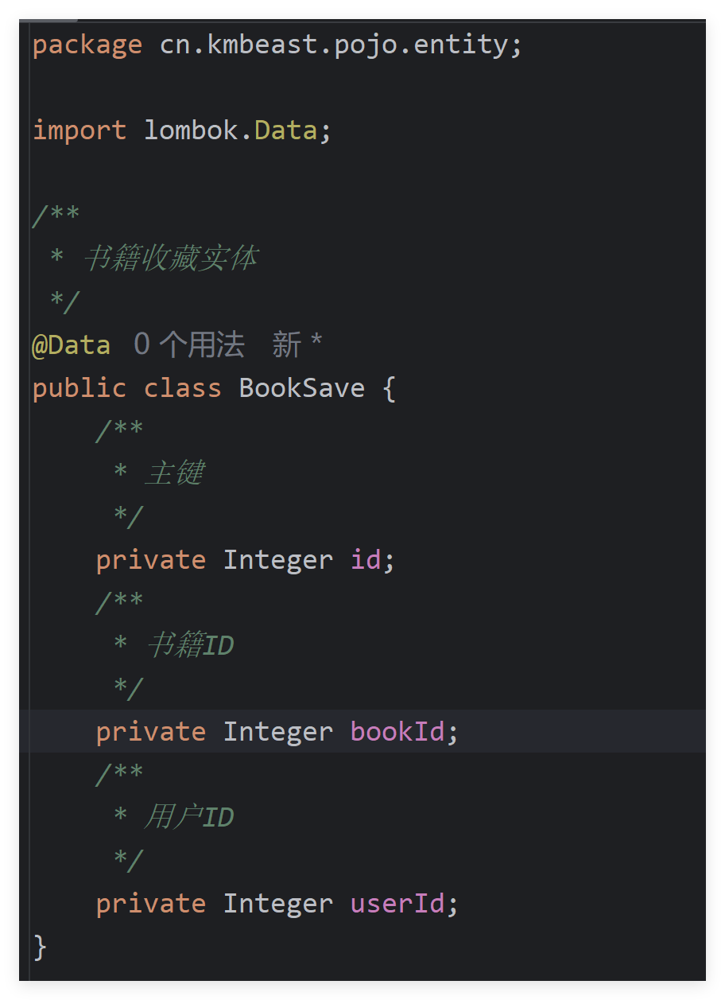 package cn.kmbeast.pojo.entity;
import lombok.Data;
/**
 * 书籍收藏实体
 */
@Data 0 个用法 新 *
public class BookSave {
    /**
     * 主键
     */
    private Integer id;
    /**
     * 书籍ID
     */
    private Integer bookId;
    /**
     * 用户ID
     */
    private Integer userId;
}